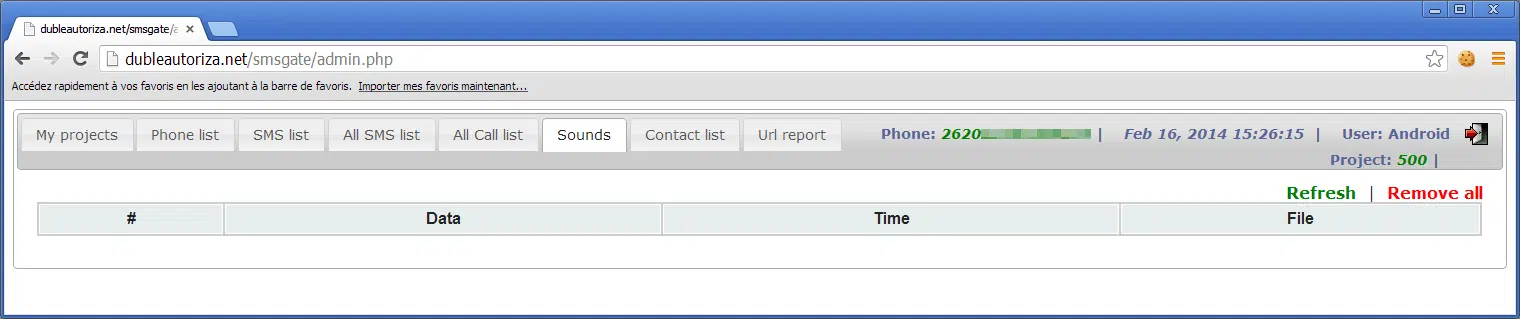 dubleautoriza.net/smsgate/a
dubleautoriza.net/smsgate/admin.php
Accédez rapidement à vos favoris en les ajoutant à la barre de favoris. Importer mes favoris maintenant...
My projects Phone list SMS list All SMS list All Call list Sounds Contact list Url report Phone: 2620 | Feb 16, 2014 15:26:15 | User: Android
Project: 500 |
Refresh | Remove all
# Data Time File